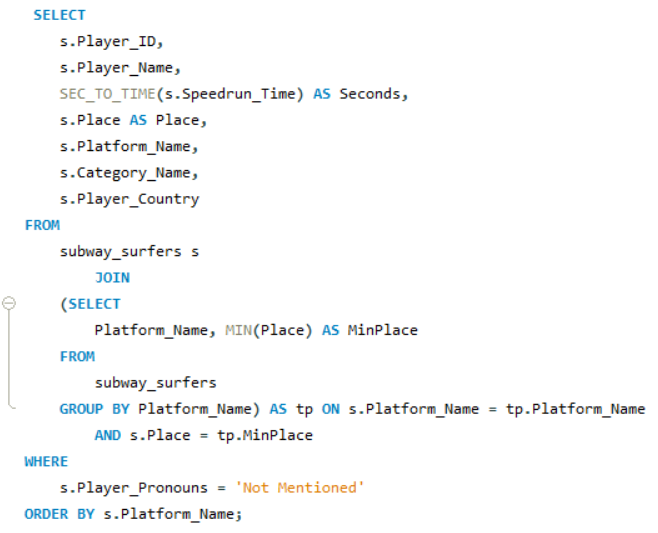 SELECT
s.Player_ID,
s.Player_Name,
SEC_TO_TIME(s.Speedrun_Time) AS Seconds,
s.Place AS Place,
s.Platform_Name,
s.Category_Name,
s.Player_Country
FROM
subway_surfers s
JOIN
(SELECT
Platform_Name, MIN(Place) AS MinPlace
FROM
subway_surfers
GROUP BY Platform_Name) AS tp ON s.Platform_Name = tp.Platform_Name
AND s.Place = tp.MinPlace
WHERE
s.Player_Pronouns = 'Not Mentioned'
ORDER BY s.Platform_Name;